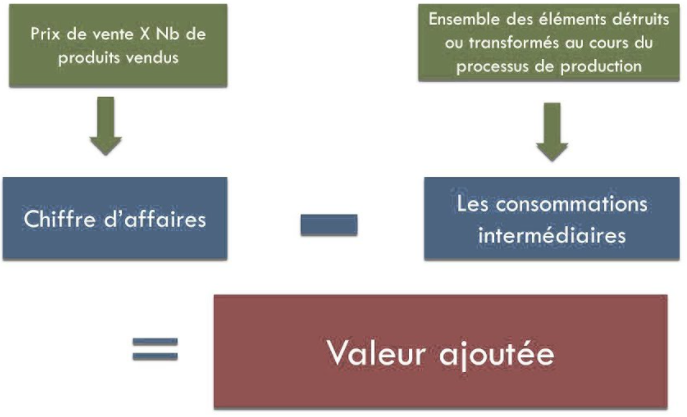 Prix de vente X Nb de
produits vendus
Ensemble des éléments détruits
ou transformés au cours du
processus de production
Chiffre d'affaires
-
Les consommations
intermédiaires
=
Valeur ajoutée